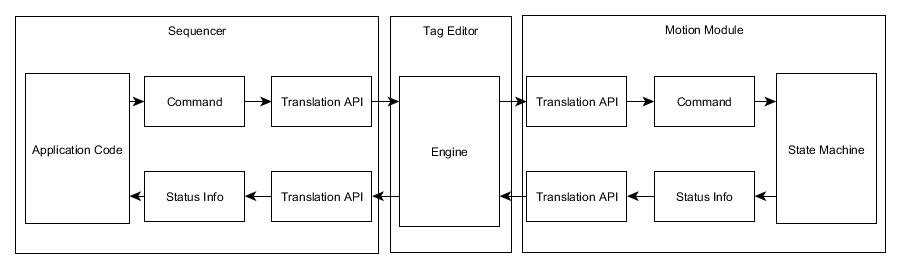 Sequencer
Tag Editor
Motion Module
Command
Translation API
Translation API
Command
Application Code
Engine
State Machine
Status Info
Translation API
Translation API
Status Info